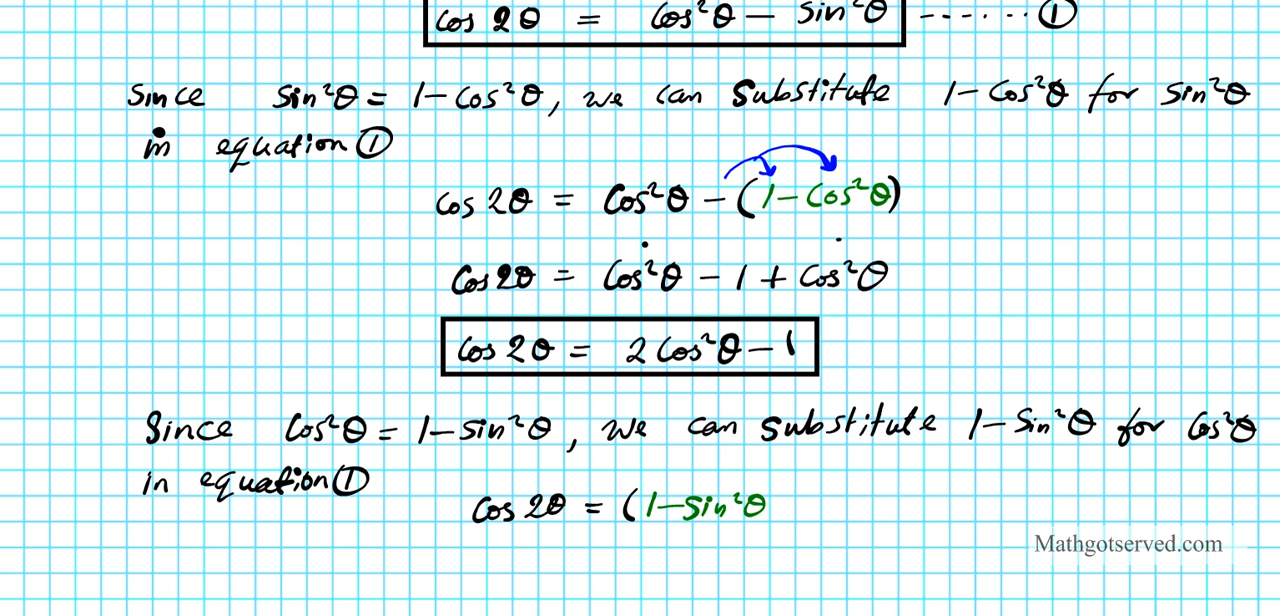 cos 2θ = cos²θ − sin²θ ------- ①
Since sin²θ = 1−cos²θ, we can substitute 1−cos²θ for sin²θ
in equation ①
cos 2θ = cos²θ − (1−cos²θ)
cos 2θ = cos²θ − 1 + cos²θ
cos 2θ = 2 cos²θ − 1
Since cos²θ = 1−sin²θ, we can substitute 1−sin²θ for cos²θ
in equation ①
cos 2θ = (1−sin²θ
Mathgotserved.com